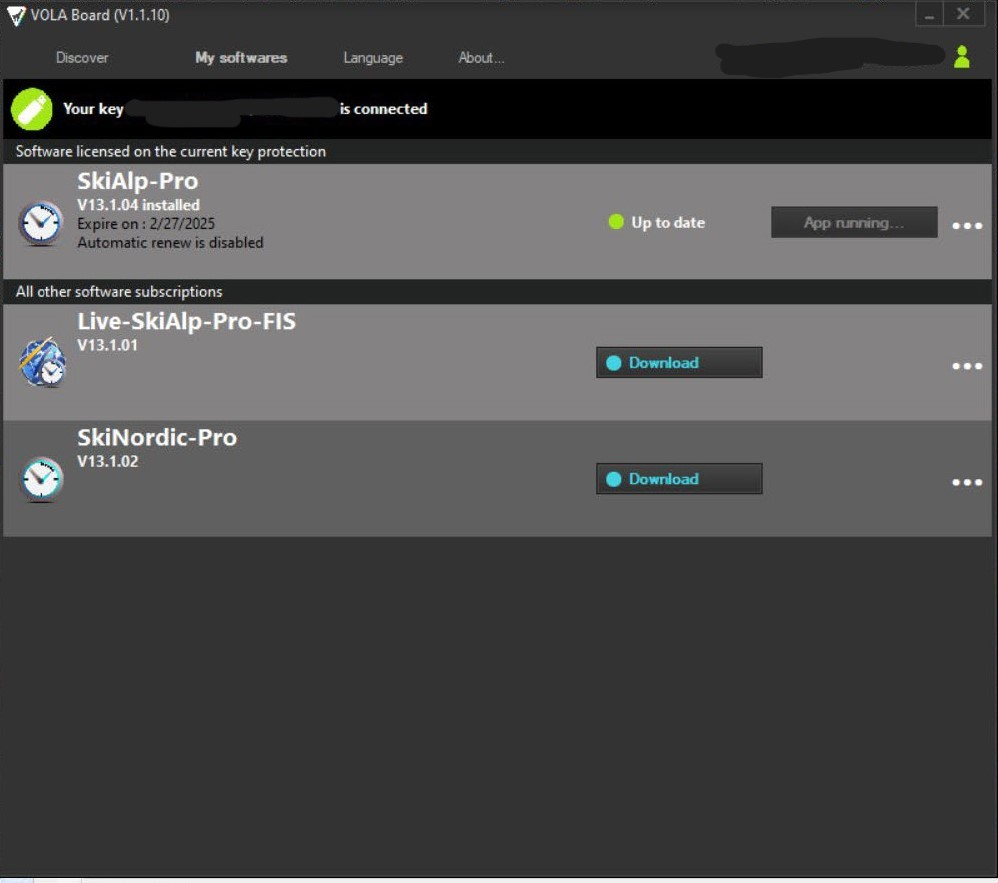 VOLA Board (V1.1.10)
Discover My softwares Language About...
Your key is connected
Software licensed on the current key protection
SkiAlp-Pro
V13.1.04 installed
Expire on : 2/27/2025
Automatic renew is disabled
Up to date
App running...
All other software subscriptions
Live-SkiAlp-Pro-FIS
V13.1.01
Download
SkiNordic-Pro
V13.1.02
Download